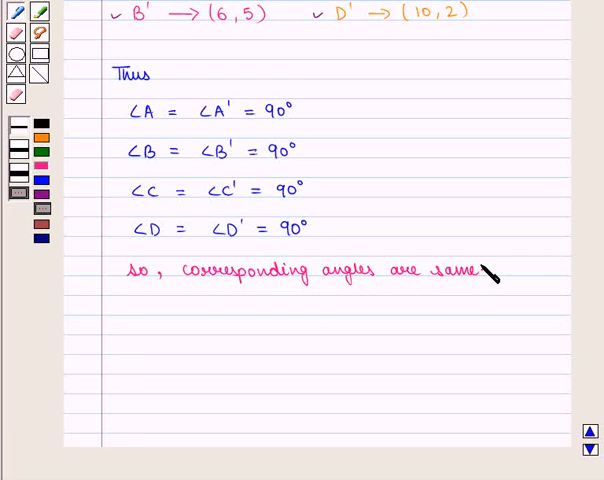 ✓ B' → (6,5) ✓ D' → (10,2)
Thus
∠A = ∠A' = 90°
∠B = ∠B' = 90°
∠C = ∠C' = 90°
∠D = ∠D' = 90°
so, corresponding angles are same